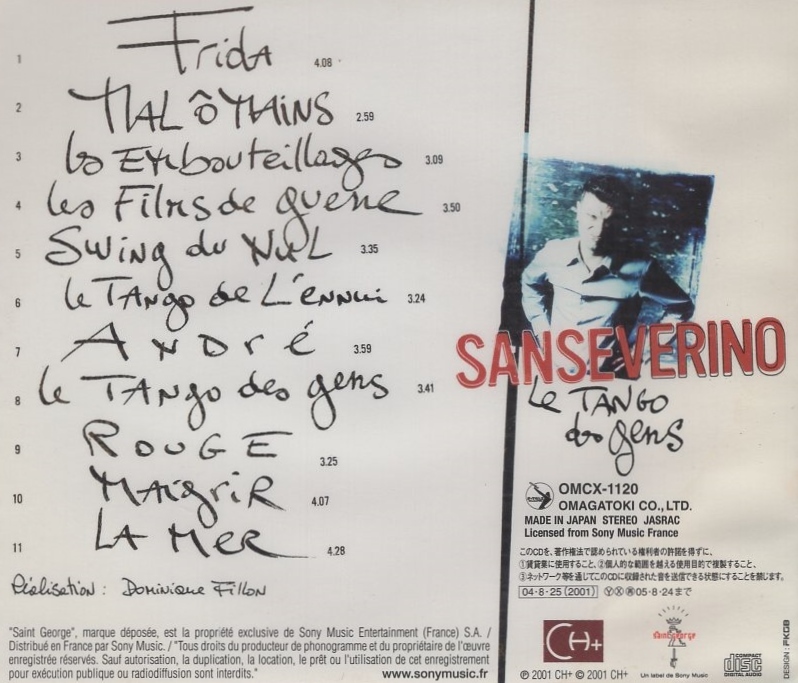 1 Frida 4.08
2 MAL ô MAINS 2.59
3 les Embouteillages 3.09
4 les Films de guerre 3.50
5 Swing du Nul 3.35
6 le TANgo de L'ennui 3.24
7 André 3.59
8 le TANgo des gens 3.41
9 ROUGE 3.25
10 MAigriR 4.07
11 LA MeR 4.28
Réalisation : Dominique Fillon
SANSEVERINO
Le TANGO
des gens
OMCX-1120
OMAGATOKI CO., LTD.
MADE IN JAPAN STEREO JASRAC
Licensed from Sony Music France
このCDを、著作権法で認められている権利者の許諾を得ずに、
①賃貸業に使用すること、②個人的な範囲を越える使用目的で複製すること、
③ネットワーク等を通じてこのCDに収録された音を送信できる状態にすることを禁じます。
04・8・25 (2001) Ⓨ Ⓧ 05・8・24まで
"Saint George", marque déposée, est la propriété exclusive de Sony Music Entertainment (France) S.A. /
Distribué en France par Sony Music. / "Tous droits du producteur de phonogramme et du propriétaire de l'œuvre
enregistrée réservés. Sauf autorisation, la duplication, la location, le prêt ou l'utilisation de cet enregistrement
pour exécution publique ou radiodiffusion sont interdits."
www.sonymusic.fr
CH+
℗ 2001 CH+ © 2001 CH+
saint george
Un label de Sony Music
COMPACT
disc
DIGITAL AUDIO
DESIGN : FKGB